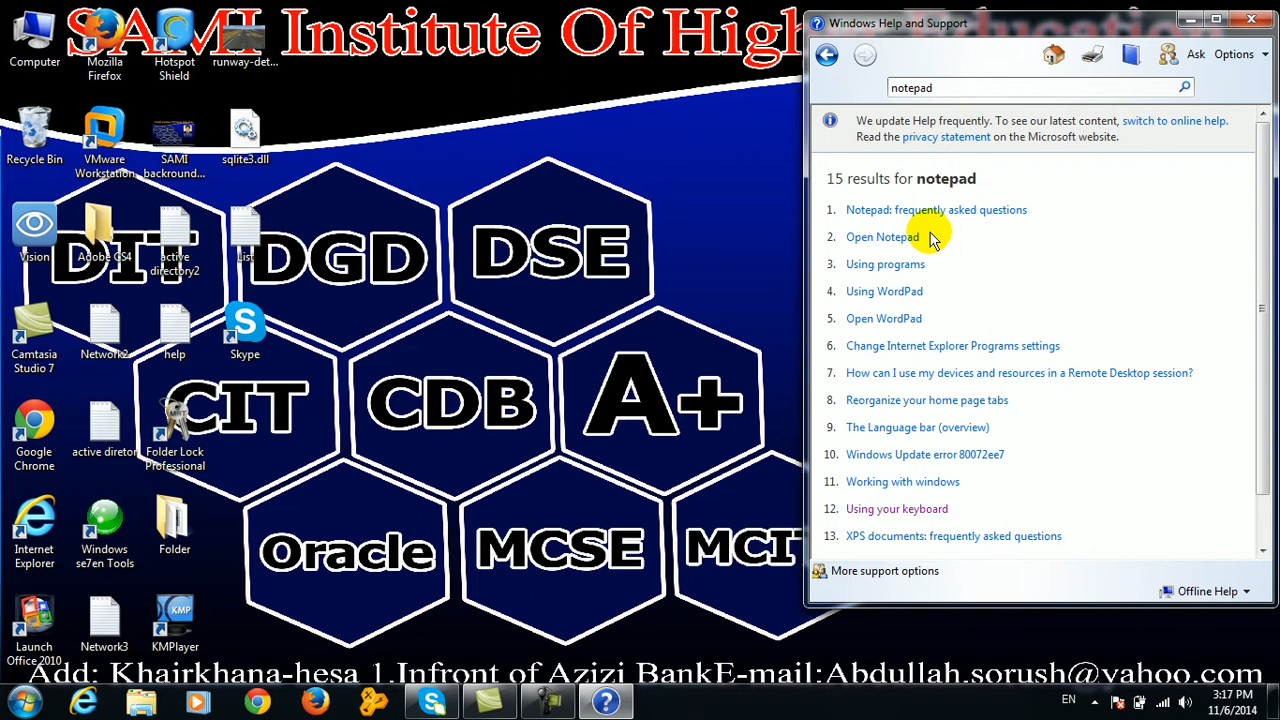 SAMI Institute Of High
Computer
Mozilla Firefox
Hotspot Shield
runway-det...
Recycle Bin
VMware Workstation
SAMI backround...
sqlite3.dll
Vision
Adobe CS4
active directory2
List
Camtasia Studio 7
Network2
help
Skype
Google Chrome
active diretor
Folder Lock Professional
Internet Explorer
Windows se7en Tools
Folder
Launch Office 2010
Network3
KMPlayer
DIT
DGD
DSE
CIT
CDB
A+
Oracle
MCSE
MCIT
Add: Khairkhana-hesa 1.Infront of Azizi BankE-mail:Abdullah.sorush@yahoo.com
Windows Help and Support
Ask
Options
notepad
We update Help frequently. To see our latest content, switch to online help.
Read the privacy statement on the Microsoft website.
15 results for notepad
1. Notepad: frequently asked questions
2. Open Notepad
3. Using programs
4. Using WordPad
5. Open WordPad
6. Change Internet Explorer Programs settings
7. How can I use my devices and resources in a Remote Desktop session?
8. Reorganize your home page tabs
9. The Language bar (overview)
10. Windows Update error 80072ee7
11. Working with windows
12. Using your keyboard
13. XPS documents: frequently asked questions
More support options
Offline Help
EN
3:17 PM
11/6/2014